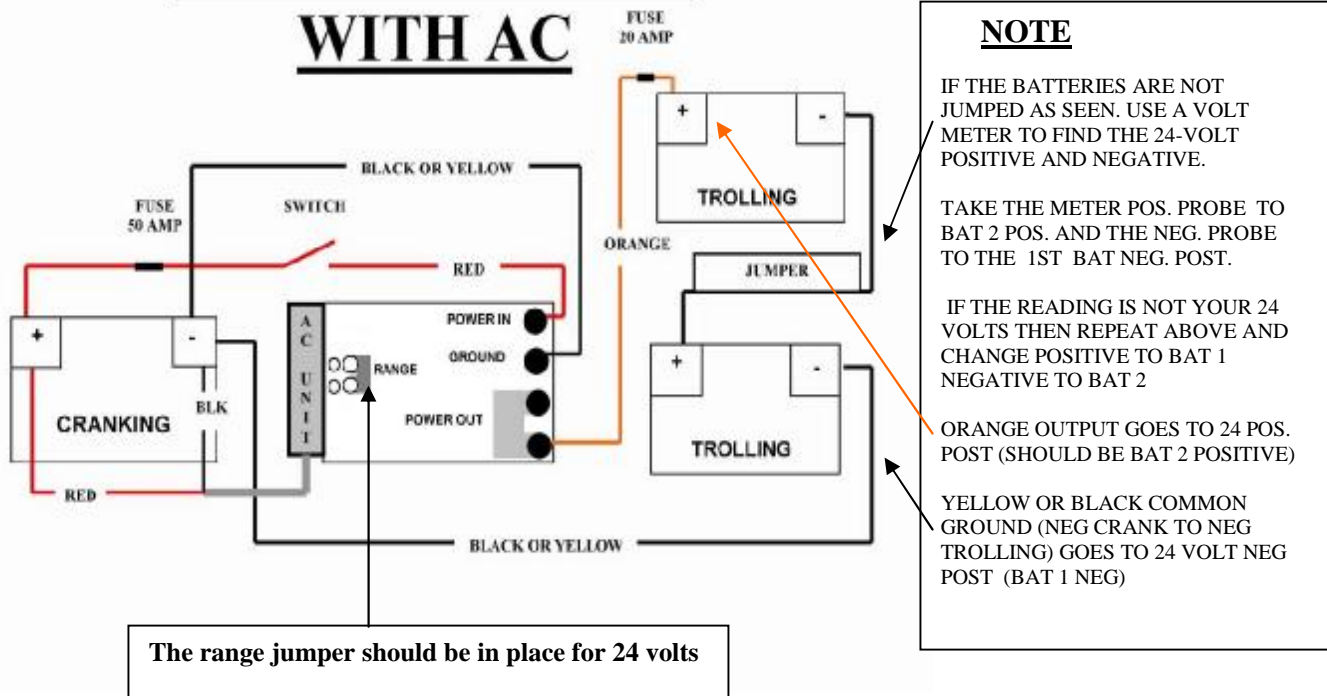 WITH AC
FUSE
20 AMP
+
-
TROLLING
BLACK OR YELLOW
FUSE
50 AMP
SWITCH
ORANGE
RED
JUMPER
+
-
CRANKING
BLK
RED
AC UNIT
RANGE
POWER IN
GROUND
POWER OUT
+
-
TROLLING
BLACK OR YELLOW
The range jumper should be in place for 24 volts
NOTE
IF THE BATTERIES ARE NOT
JUMPED AS SEEN. USE A VOLT
METER TO FIND THE 24-VOLT
POSITIVE AND NEGATIVE.
TAKE THE METER POS. PROBE TO
BAT 2 POS. AND THE NEG. PROBE
TO THE 1ST BAT NEG. POST.
IF THE READING IS NOT YOUR 24
VOLTS THEN REPEAT ABOVE AND
CHANGE POSITIVE TO BAT 1
NEGATIVE TO BAT 2
ORANGE OUTPUT GOES TO 24 POS.
POST (SHOULD BE BAT 2 POSITIVE)
YELLOW OR BLACK COMMON
GROUND (NEG CRANK TO NEG
TROLLING) GOES TO 24 VOLT NEG
POST (BAT 1 NEG)